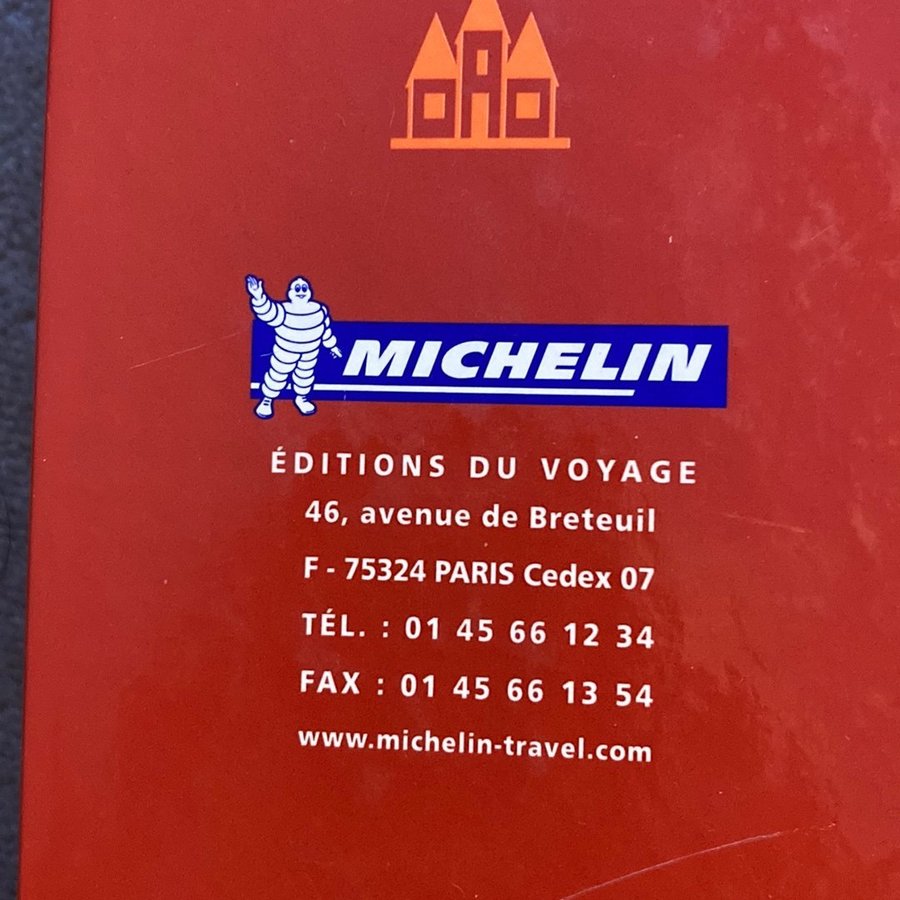 MICHELIN
ÉDITIONS DU VOYAGE
46, avenue de Breteuil
F - 75324 PARIS Cedex 07
TÉL. : 01 45 66 12 34
FAX : 01 45 66 13 54
www.michelin-travel.com